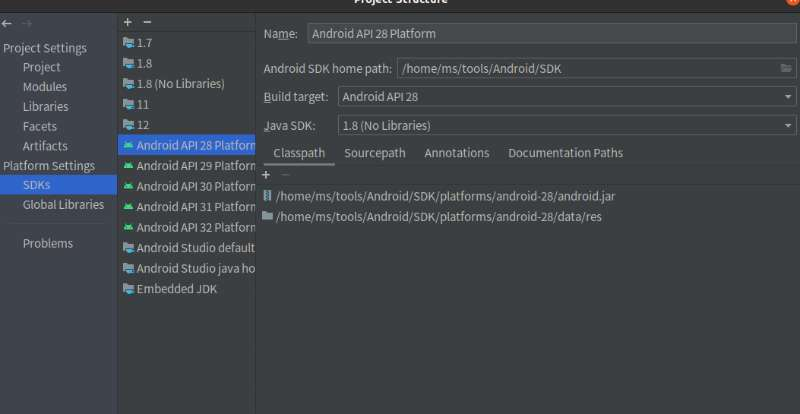 Project Structure
Project Settings
Project
Modules
Libraries
Facets
Artifacts
Platform Settings
SDKs
Global Libraries
Problems
1.7
1.8
1.8 (No Libraries)
11
12
Android API 28 Platform
Android API 29 Platform
Android API 30 Platform
Android API 31 Platform
Android API 32 Platform
Android Studio default
Android Studio java ho
Embedded JDK
Name: Android API 28 Platform
Android SDK home path: /home/ms/tools/Android/SDK
Build target: Android API 28
Java SDK: 1.8 (No Libraries)
Classpath Sourcepath Annotations Documentation Paths
/home/ms/tools/Android/SDK/platforms/android-28/android.jar
/home/ms/tools/Android/SDK/platforms/android-28/data/res